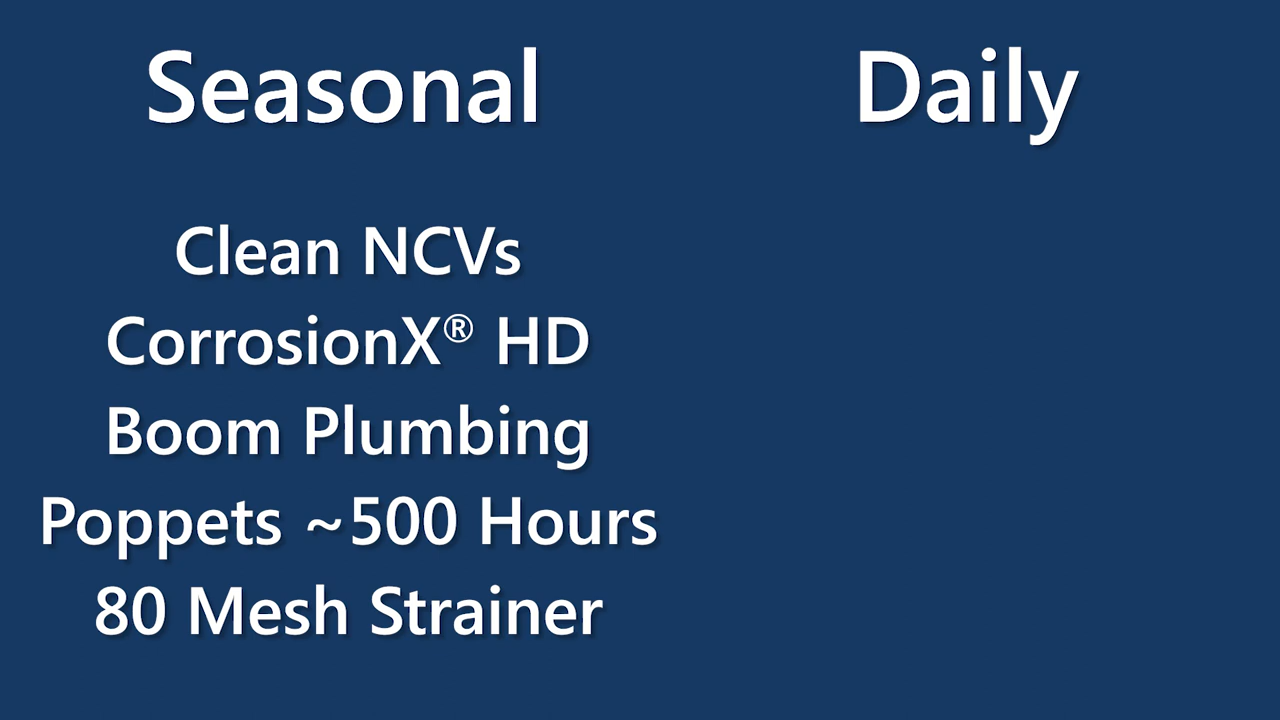 Seasonal
Daily
Clean NCVs
CorrosionX® HD
Boom Plumbing
Poppets ~500 Hours
80 Mesh Strainer